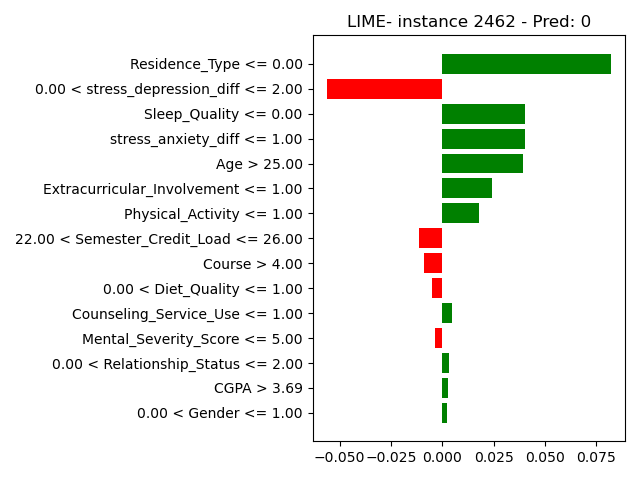 LIME- instance 2462 - Pred: 0
Residence_Type <= 0.00
0.00 < stress_depression_diff <= 2.00
Sleep_Quality <= 0.00
stress_anxiety_diff <= 1.00
Age > 25.00
Extracurricular_Involvement <= 1.00
Physical_Activity <= 1.00
22.00 < Semester_Credit_Load <= 26.00
Course > 4.00
0.00 < Diet_Quality <= 1.00
Counseling_Service_Use <= 1.00
Mental_Severity_Score <= 5.00
0.00 < Relationship_Status <= 2.00
CGPA > 3.69
0.00 < Gender <= 1.00
−0.050 −0.025 0.000 0.025 0.050 0.075